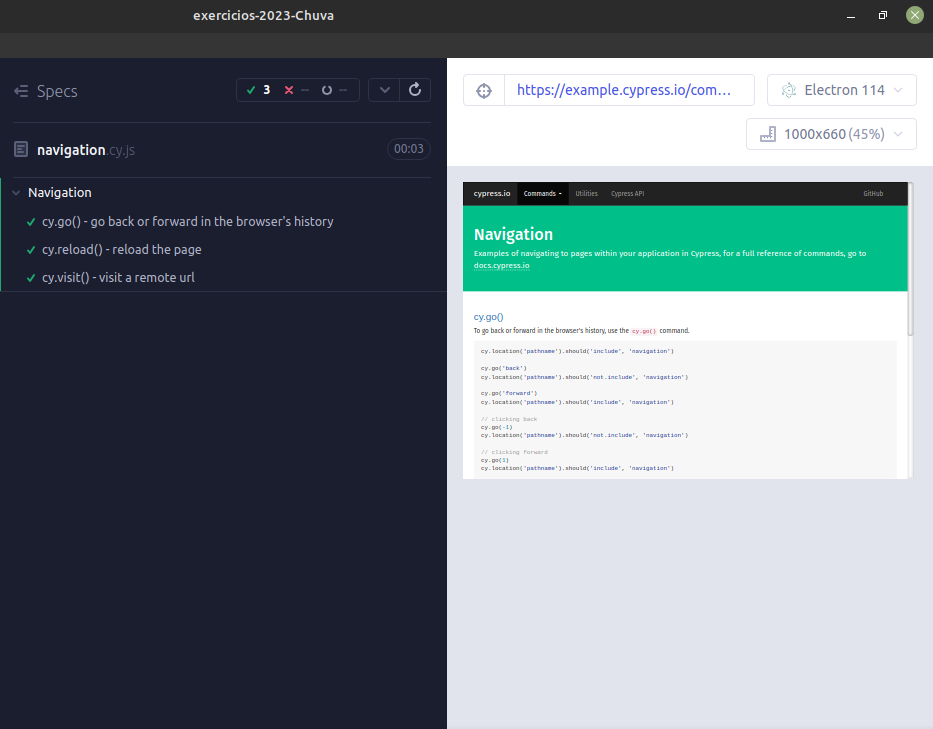 exercicios-2023-Chuva
Specs
3 -- --
navigation.cy.js
00:03
Navigation
cy.go() - go back or forward in the browser's history
cy.reload() - reload the page
cy.visit() - visit a remote url
https://example.cypress.io/com...
Electron 114
1000x660 (45%)
cypress.io Commands Utilities Cypress API GitHub
Navigation
Examples of navigating to pages within your application in Cypress, for a full reference of commands, go to
docs.cypress.io
cy.go()
To go back or forward in the browser's history, use the cy.go() command.
cy.location('pathname').should('include', 'navigation')
cy.go('back')
cy.location('pathname').should('not.include', 'navigation')
cy.go('forward')
cy.location('pathname').should('include', 'navigation')
// clicking back
cy.go(-1)
cy.location('pathname').should('not.include', 'navigation')
// clicking forward
cy.go(1)
cy.location('pathname').should('include', 'navigation')